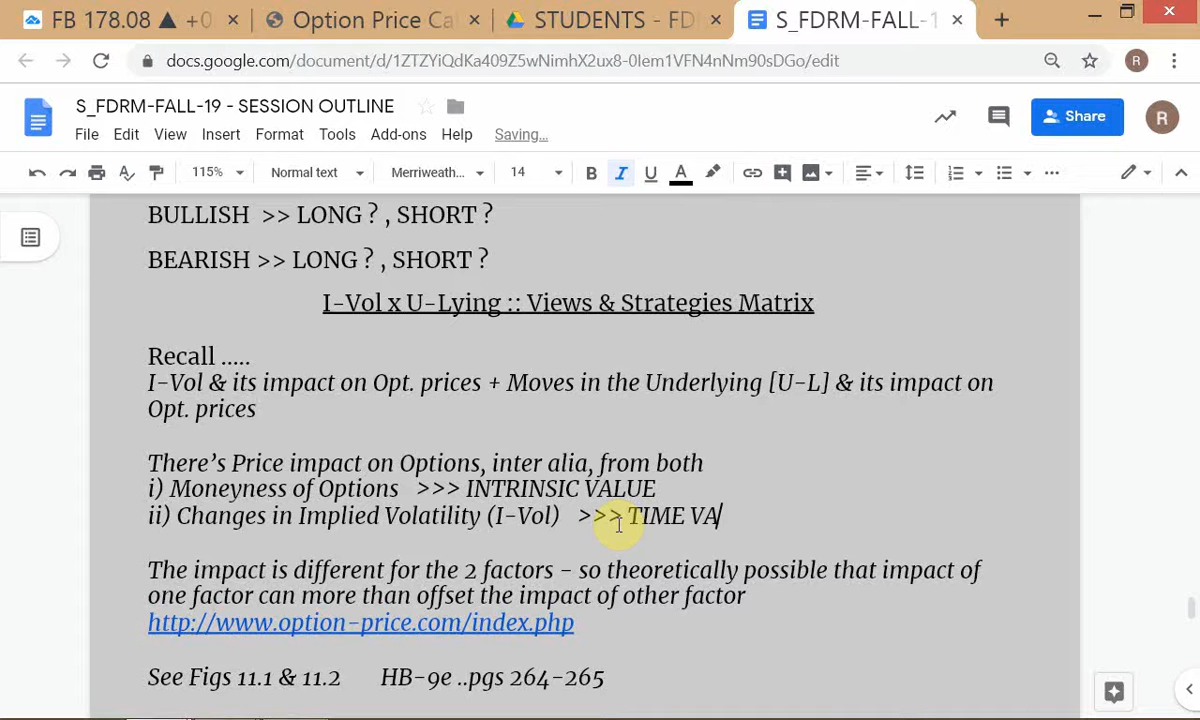 FB 178.08 ▲ +0
Option Price Ca
STUDENTS - FD
S_FDRM-FALL-1
docs.google.com/document/d/1ZTZYiQdKa409Z5wNimhX2ux8-0Iem1VFN4nNm90sDGo/edit
R
S_FDRM-FALL-19 - SESSION OUTLINE
File Edit View Insert Format Tools Add-ons Help Saving...
Share
R
115% Normal text Merriweath... 14 B I U A
BULLISH >> LONG ? , SHORT ?
BEARISH >> LONG ? , SHORT ?
I-Vol x U-Lying :: Views & Strategies Matrix
Recall .....
I-Vol & its impact on Opt. prices + Moves in the Underlying [U-L] & its impact on
Opt. prices
There's Price impact on Options, inter alia, from both
i) Moneyness of Options >>> INTRINSIC VALUE
ii) Changes in Implied Volatility (I-Vol) >>> TIME VA
The impact is different for the 2 factors - so theoretically possible that impact of
one factor can more than offset the impact of other factor
http://www.option-price.com/index.php
See Figs 11.1 & 11.2 HB-9e ..pgs 264-265